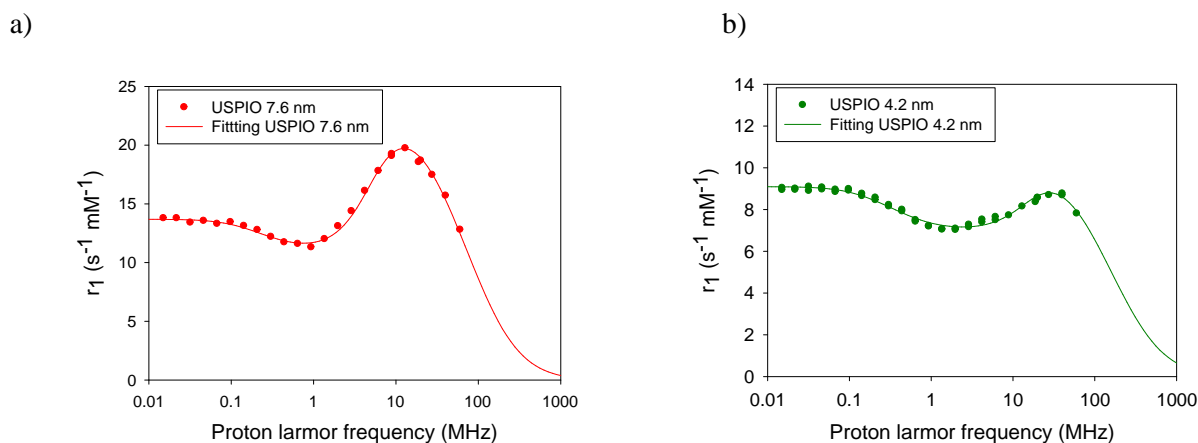 a)
b)
25
20
15
10
5
0
r1 (s-1 mM-1)
USPIO 7.6 nm
Fittting USPIO 7.6 nm
0.01 0.1 1 10 100 1000
Proton larmor frequency (MHz)
14
12
10
8
6
4
2
0
r1 (s-1 mM-1)
USPIO 4.2 nm
Fitting USPIO 4.2 nm
0.01 0.1 1 10 100 1000
Proton larmor frequency (MHz)